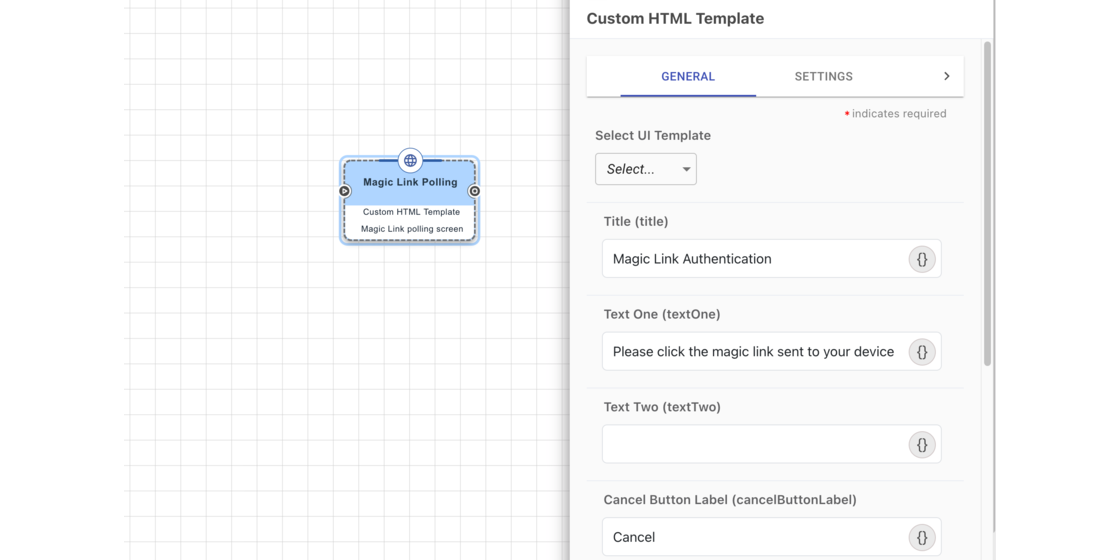 Custom HTML Template
GENERAL
SETTINGS
* indicates required
Select UI Template
Select...
Magic Link Polling
Custom HTML Template
Magic Link polling screen
Title (title)
Magic Link Authentication
{}
Text One (textOne)
Please click the magic link sent to your device
{}
Text Two (textTwo)
{}
Cancel Button Label (cancelButtonLabel)
Cancel
{}